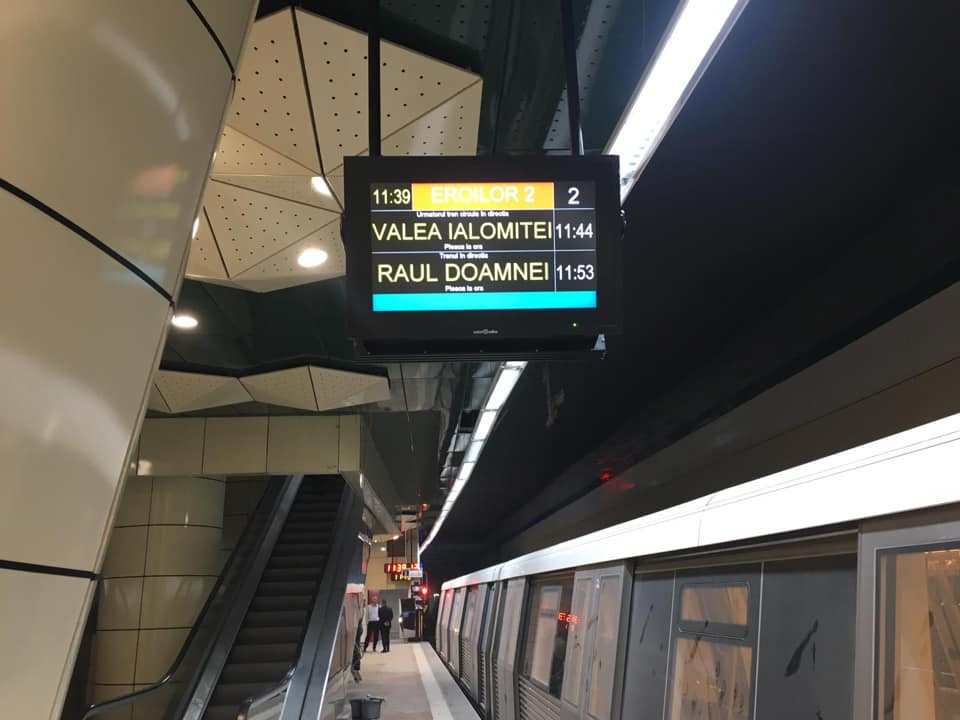 11:39 EROILOR 2 2
Urmatorul tren circula in directia
VALEA IALOMITEI 11:44
Pleaca la ora
Trenul in directia
RAUL DOAMNEI 11:53
Pleaca la ora